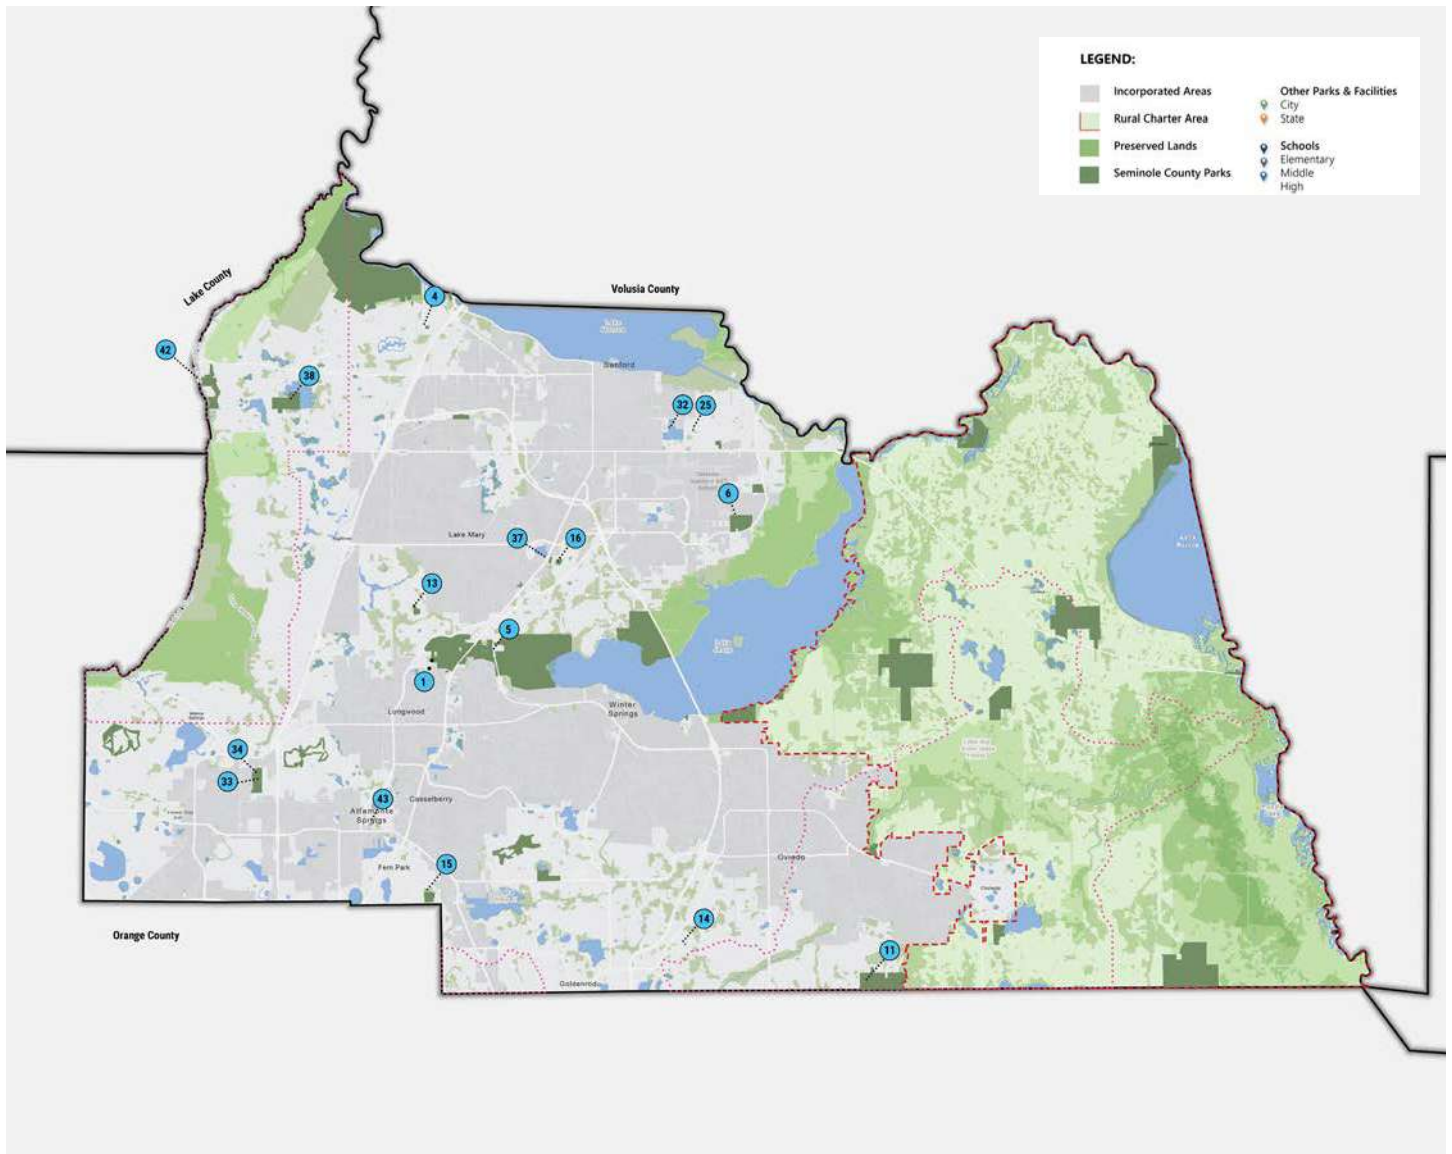 LEGEND:
Incorporated Areas
Rural Charter Area
Preserved Lands
Seminole County Parks
Other Parks & Facilities
City
State
Schools
Elementary
Middle
High
Lake County
Volusia County
4
42
38
Sanford
32
25
6
Lake Mary
37
16
13
5
1
Longwood
Winter
Springs
34
33
43
Casselberry
Altamonte
Springs
Fern Park
15
Oviedo
14
11
Orange County
Goldenrod